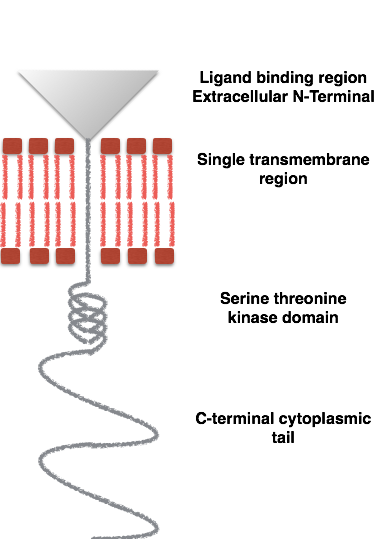 Ligand binding region
Extracellular N-Terminal
Single transmembrane
region
Serine threonine
kinase domain
C-terminal cytoplasmic
tail